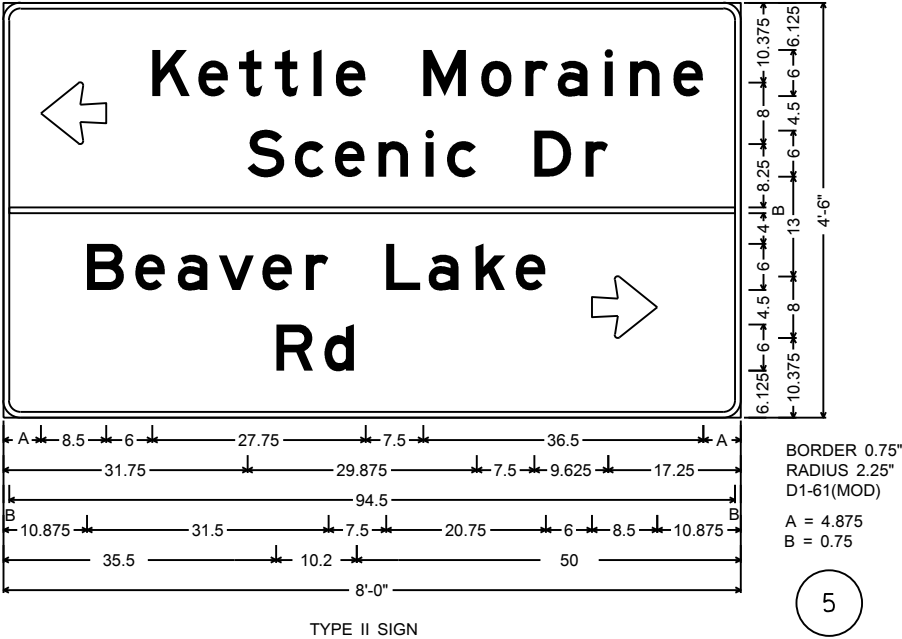 Kettle Moraine
Scenic Dr
Beaver Lake
Rd
10.375 8 8.25 4 6 4.5 6 6.125
6.125 6 4.5 6 B 13 8 10.375
4'-6"
A 8.5 6 27.75 7.5 36.5 A
31.75 29.875 7.5 9.625 17.25
94.5
B B
10.875 31.5 7.5 20.75 6 8.5 10.875
35.5 10.2 50
8'-0"
BORDER 0.75"
RADIUS 2.25"
D1-61(MOD)
A = 4.875
B = 0.75
5
TYPE II SIGN